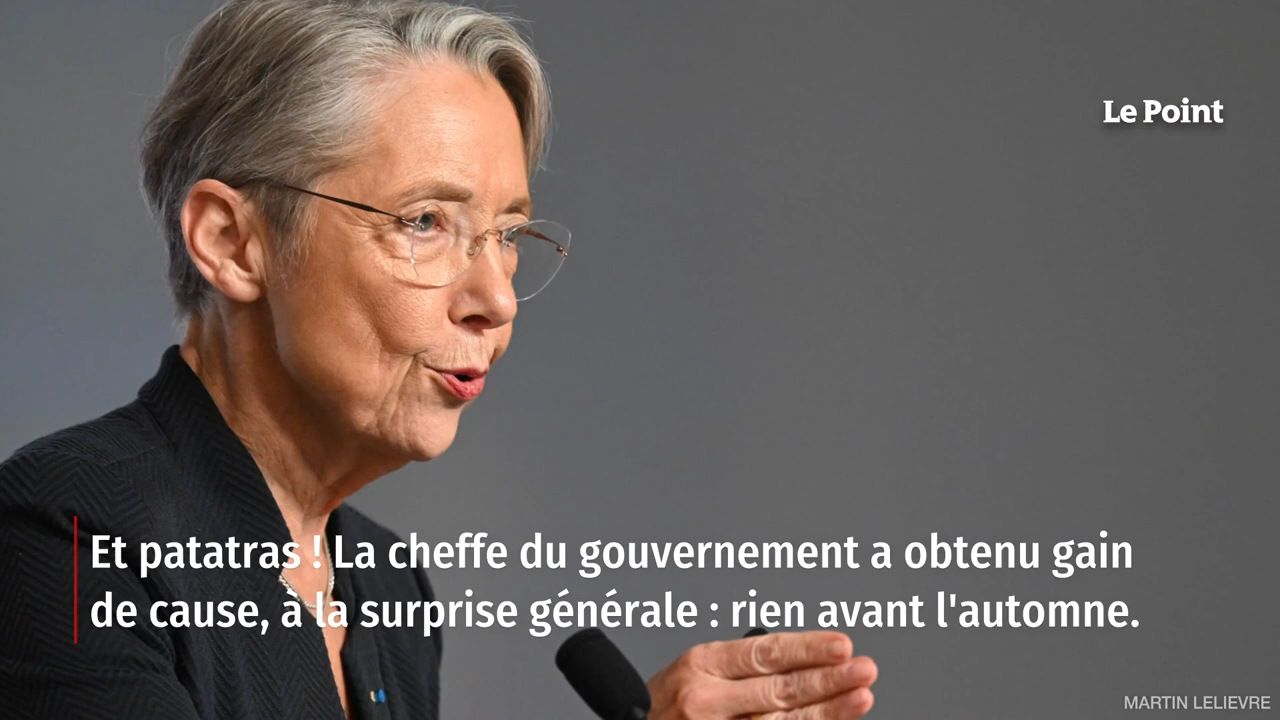 Le Point
Et patatras ! La cheffe du gouvernement a obtenu gain
de cause, à la surprise générale : rien avant l'automne.
MARTIN LELIEVRE